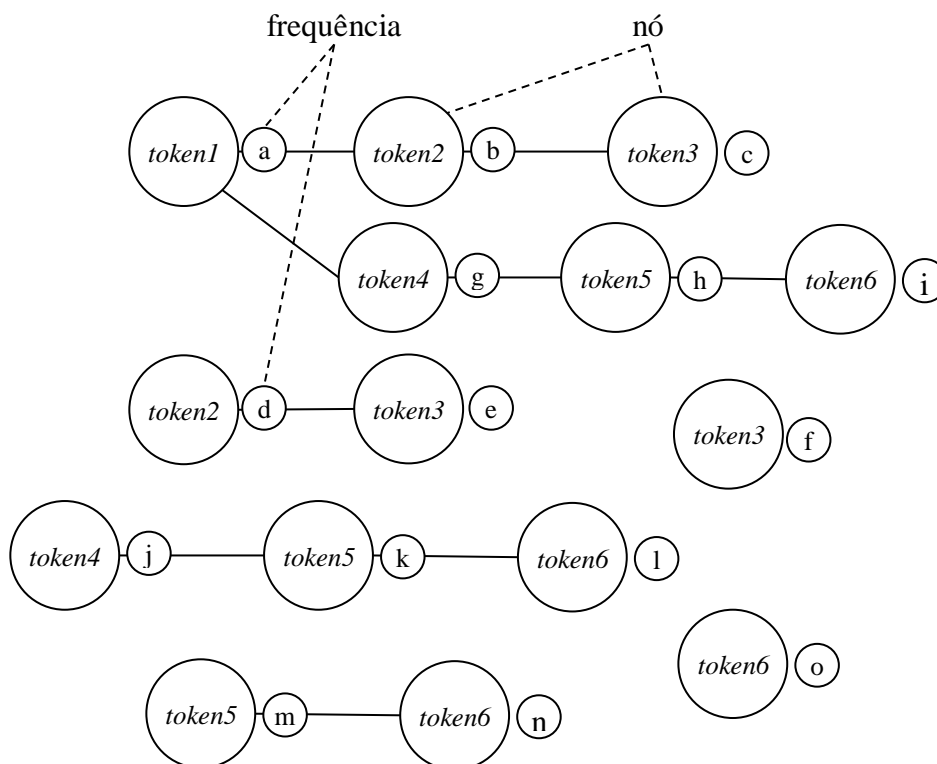 frequência nó
token1 a token2 b token3 c
token4 g token5 h token6 i
token2 d token3 e
token3 f
token4 j token5 k token6 l
token6 o
token5 m token6 n